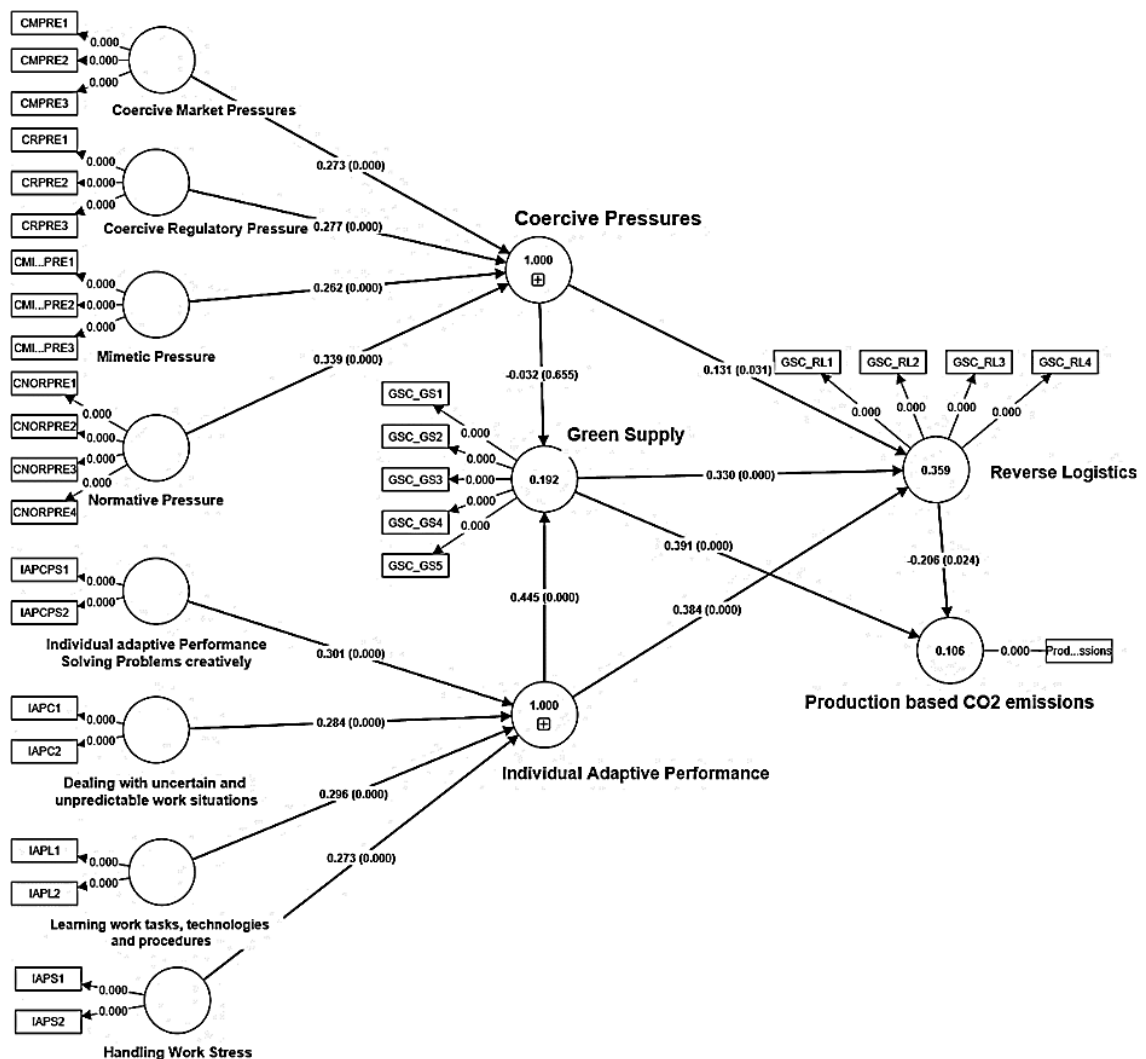 CMPRE1
0.000
CMPRE2
0.000
0.000
CMPRE3
Coercive Market Pressures
CRPRE1
0.000
CRPRE2
0.000
0.000
CRPRE3
Coercive Regulatory Pressure
CMI...PRE1
0.000
CMI...PRE2
0.000
0.000
CMI...PRE3
Mimetic Pressure
CNORPRE1
0.000
CNORPRE2
0.000
0.000
CNORPRE3
0.000
CNORPRE4
Normative Pressure
IAPCPS1
0.000
0.000
IAPCPS2
Individual adaptive Performance
Solving Problems creatively
IAPC1
0.000
0.000
IAPC2
Dealing with uncertain and
unpredictable work situations
IAPL1
0.000
0.000
IAPL2
Learning work tasks, technologies
and procedures
IAPS1
0.000
0.000
IAPS2
Handling Work Stress
0.273 (0.000)
0.277 (0.000)
0.262 (0.000)
0.339 (0.000)
Coercive Pressures
1.000
-0.032 (0.655)
0.131 (0.031)
GSC_GS1
GSC_GS2
GSC_GS3
GSC_GS4
GSC_GS5
0.000
0.000
0.000
0.000
0.000
Green Supply
0.192
0.330 (0.000)
0.391 (0.000)
0.445 (0.000)
0.384 (0.000)
0.301 (0.000)
0.284 (0.000)
0.296 (0.000)
0.273 (0.000)
1.000
Individual Adaptive Performance
GSC_RL1
GSC_RL2
GSC_RL3
GSC_RL4
0.000
0.000
0.000
0.000
0.359
Reverse Logistics
-0.206 (0.024)
0.106
0.000
Prod...ssions
Production based CO2 emissions